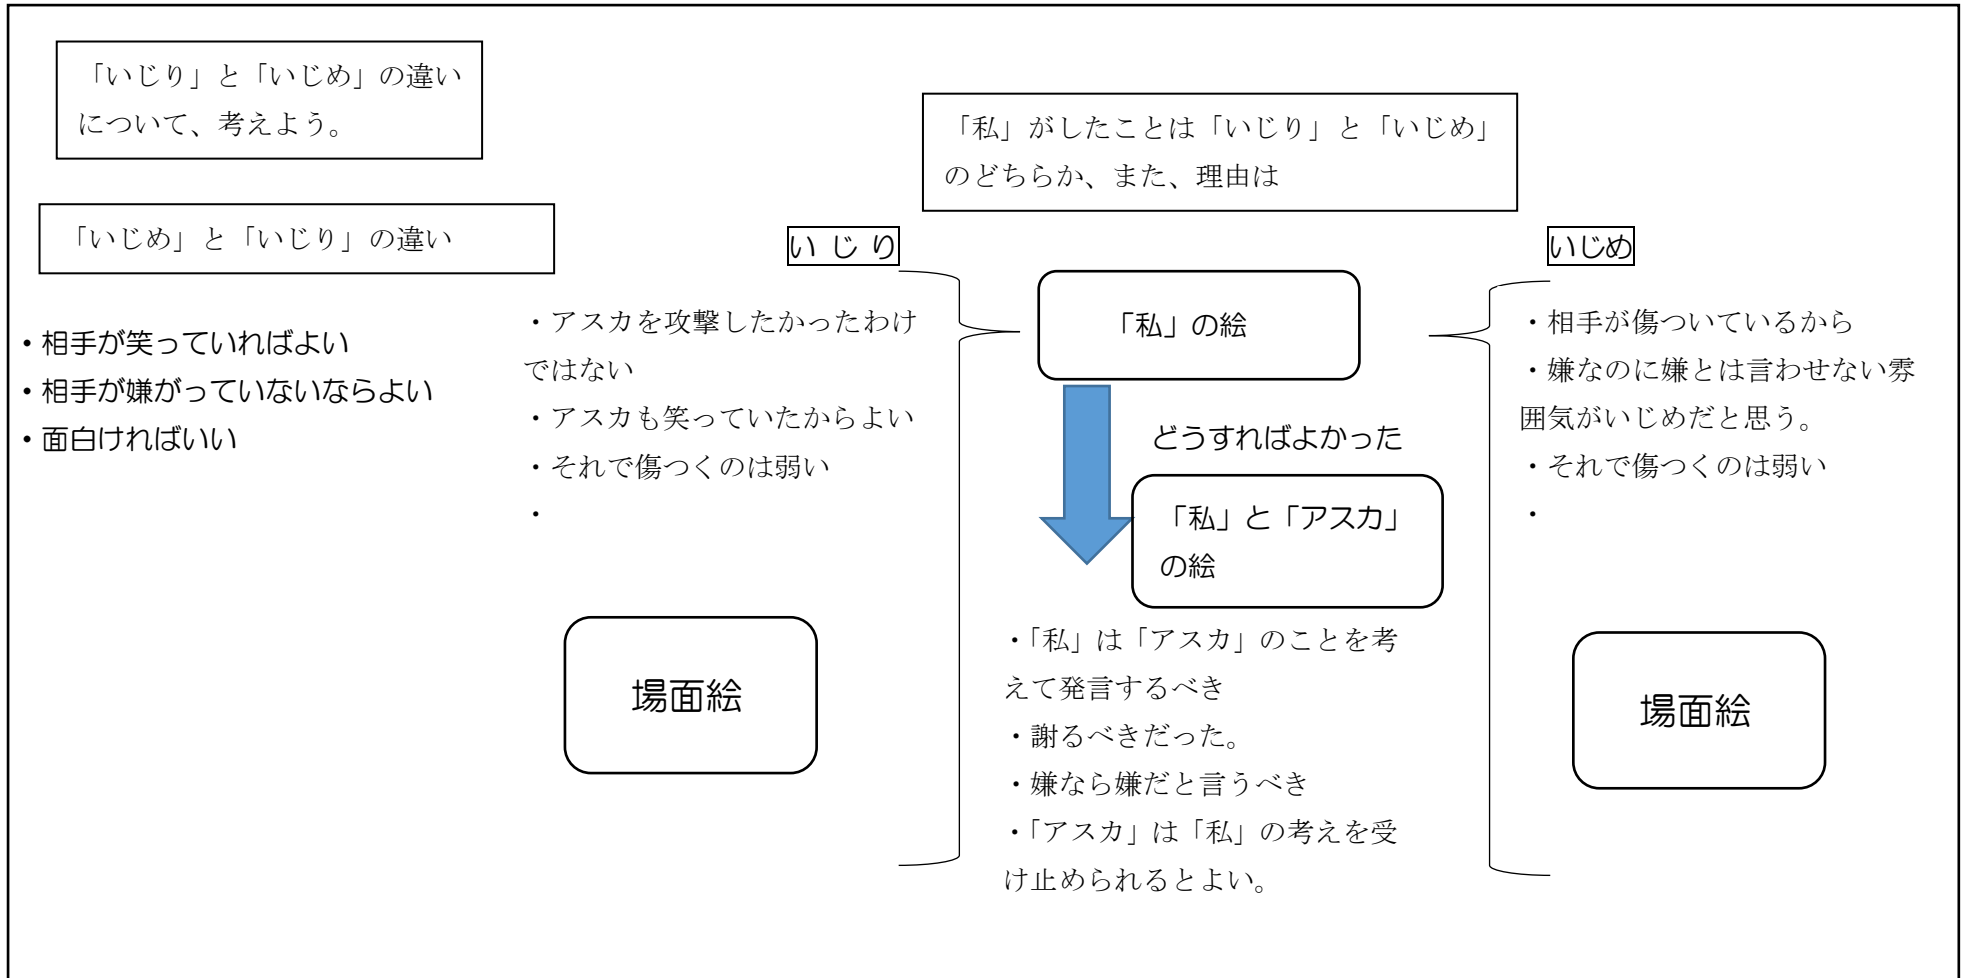 「いじり」と「いじめ」の違い
について、考えよう。
「いじめ」と「いじり」の違い
・相手が笑っていればよい
・相手が嫌がっていないならよい
・面白ければいい
「私」がしたことは「いじり」と「いじめ」
のどちらか、また、理由は
いじり
・アスカを攻撃したかったわけ
ではない
・アスカも笑っていたからよい
・それで傷つくのは弱い
・
場面絵
「私」の絵
どうすればよかった
「私」と「アスカ」
の絵
・「私」は「アスカ」のことを考
えて発言するべき
・謝るべきだった。
・嫌なら嫌だと言うべき
・「アスカ」は「私」の考えを受
け止められるとよい。
いじめ
・相手が傷ついているから
・嫌なのに嫌とは言わせない雰
囲気がいじめだと思う。
・それで傷つくのは弱い
・
場面絵